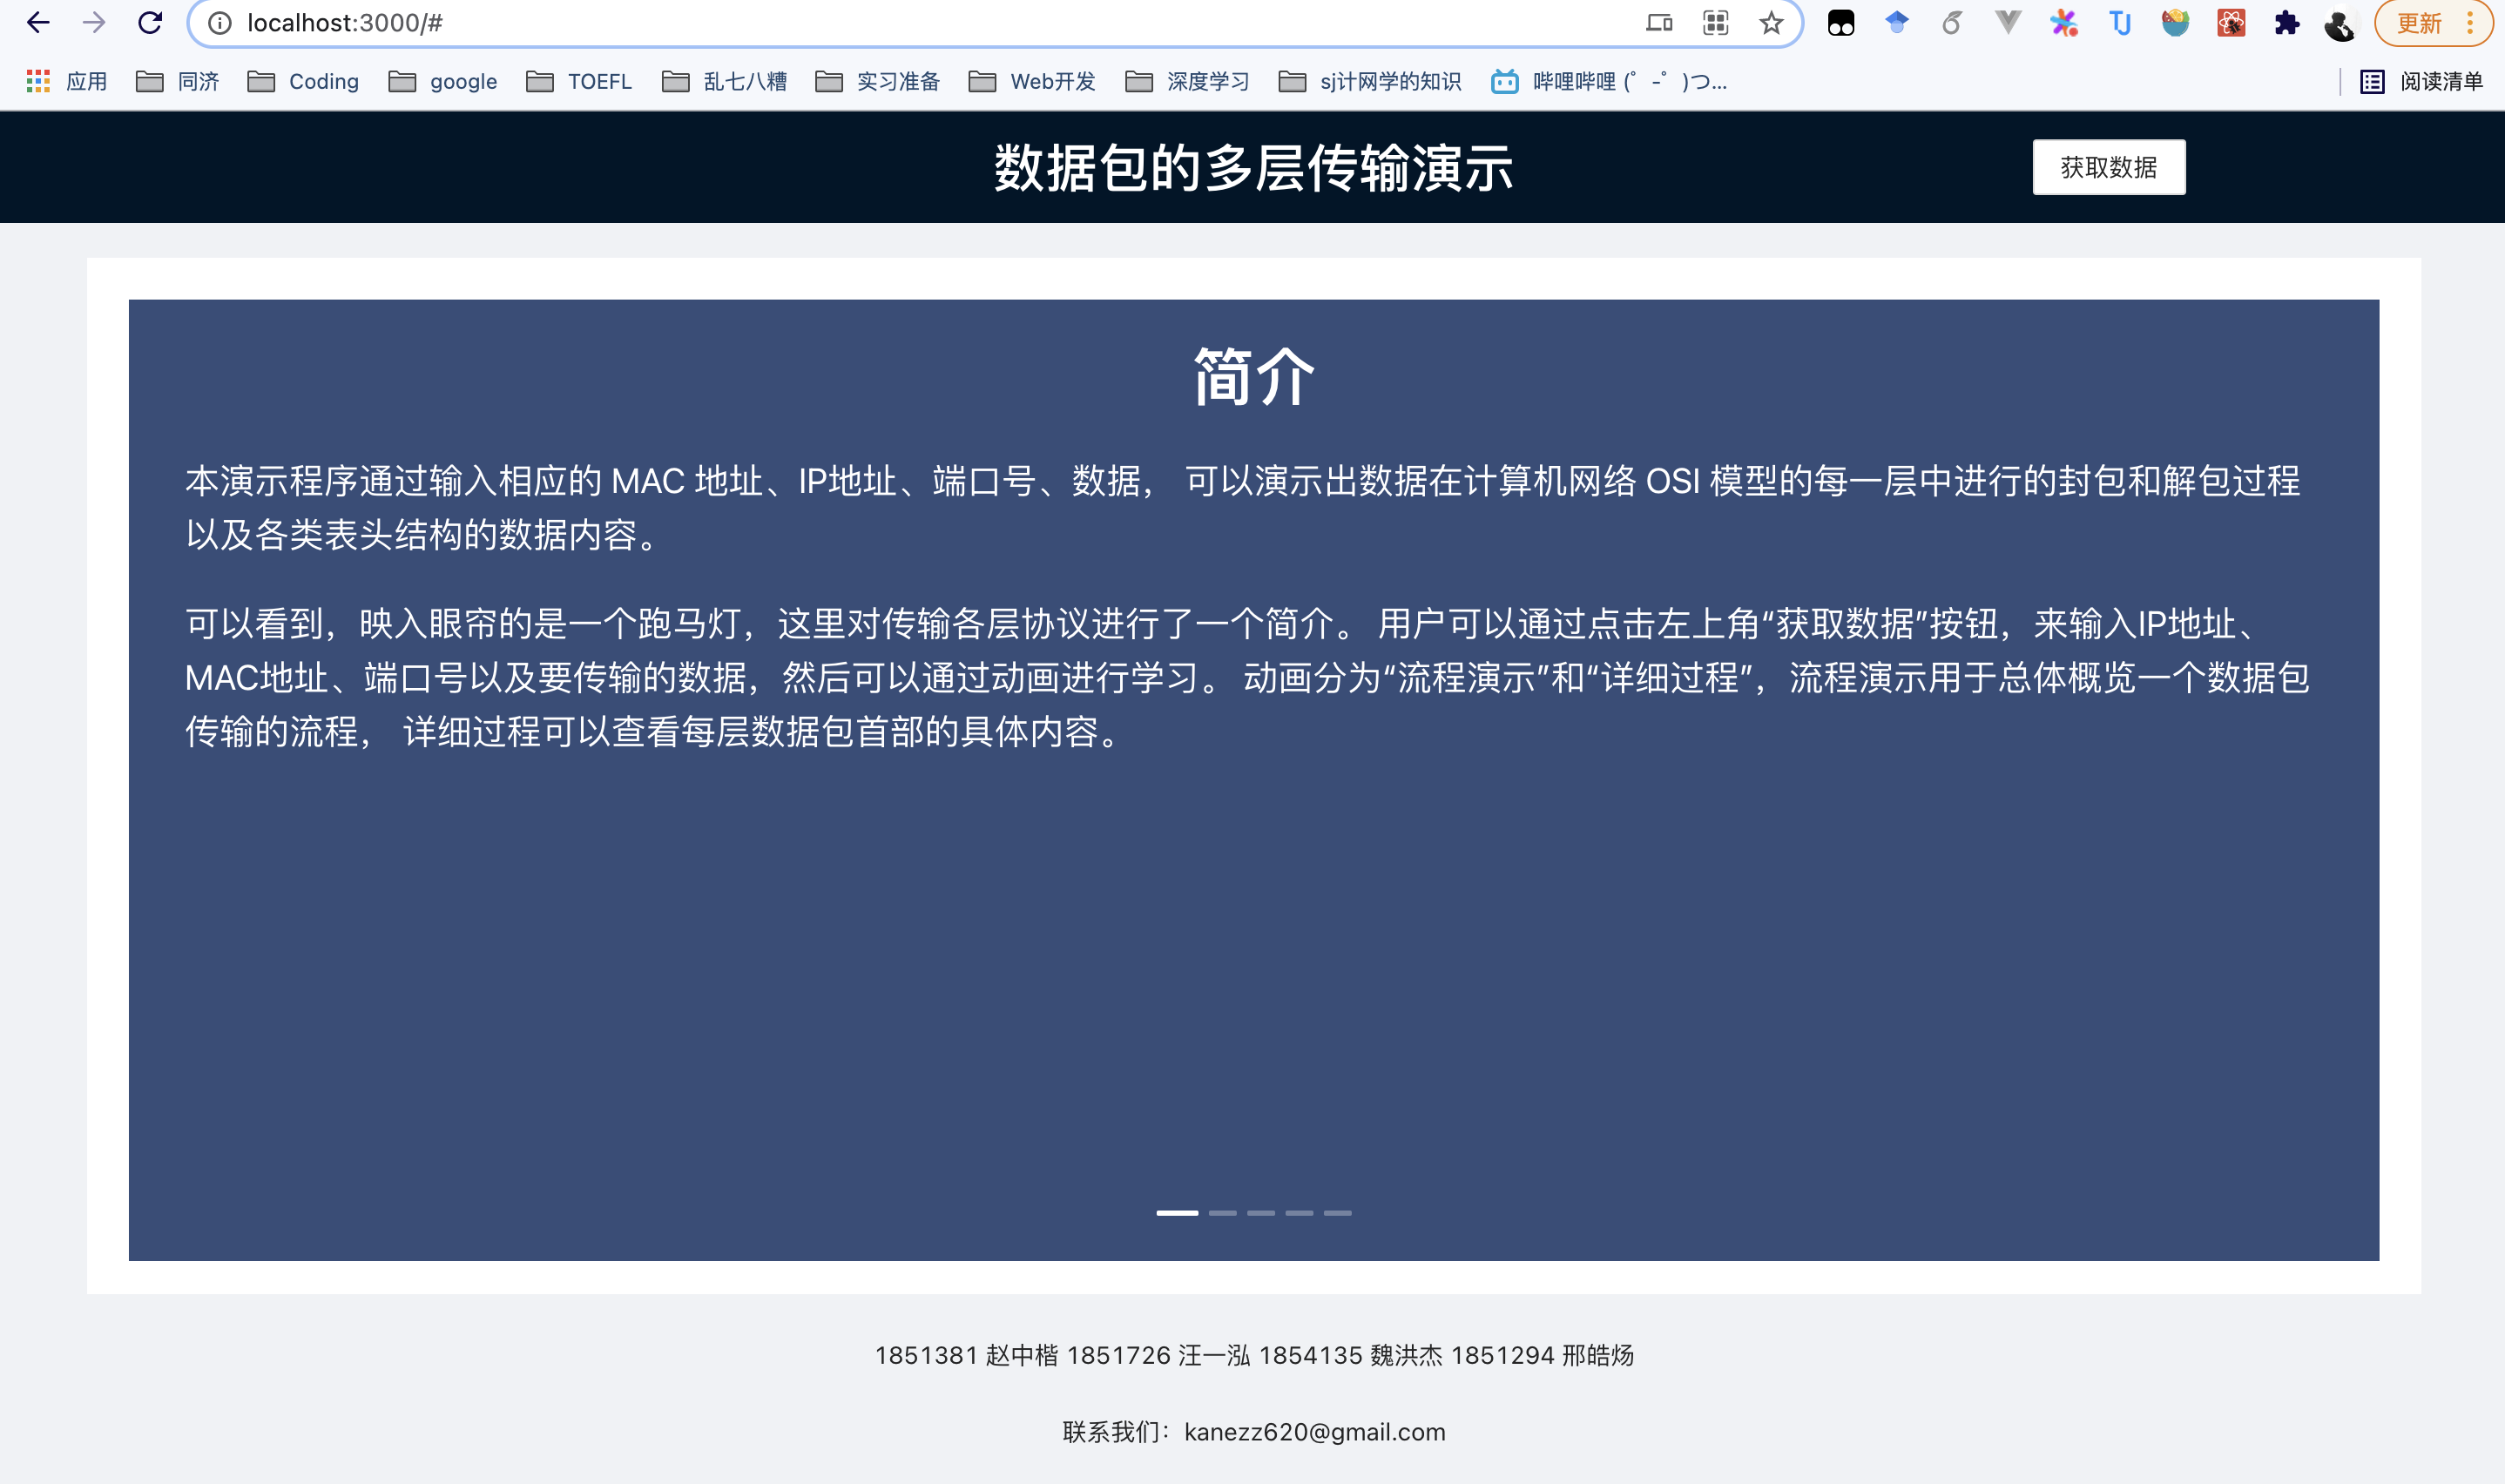 localhost:3000/#
更新
应用 同济 Coding google TOEFL 乱七八糟 实习准备 Web开发 深度学习 sj计网学的知识 哔哩哔哩 (゜-゜)つ... 阅读清单
数据包的多层传输演示
获取数据
简介
本演示程序通过输入相应的 MAC 地址、IP地址、端口号、数据， 可以演示出数据在计算机网络 OSI 模型的每一层中进行的封包和解包过程
以及各类表头结构的数据内容。
可以看到，映入眼帘的是一个跑马灯，这里对传输各层协议进行了一个简介。 用户可以通过点击左上角“获取数据”按钮，来输入IP地址、
MAC地址、端口号以及要传输的数据，然后可以通过动画进行学习。 动画分为“流程演示”和“详细过程”，流程演示用于总体概览一个数据包
传输的流程， 详细过程可以查看每层数据包首部的具体内容。
1851381 赵中楷 1851726 汪一泓 1854135 魏洪杰 1851294 邢皓炀
联系我们：kanezz620@gmail.com